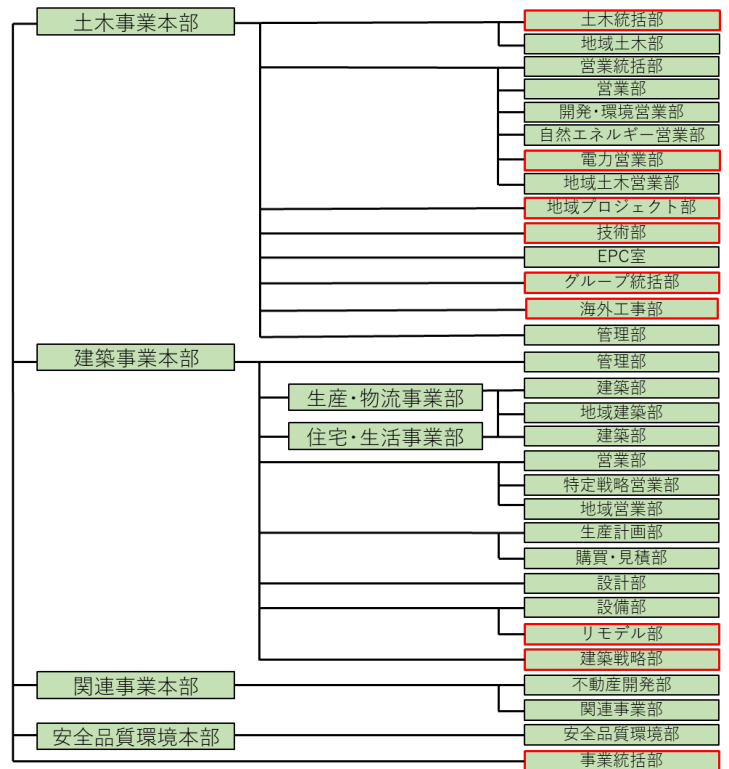 土木事業本部
土木統括部
地域土木部
営業統括部
営業部
開発・環境営業部
自然エネルギー営業部
電力営業部
地域土木営業部
地域プロジェクト部
技術部
EPC室
グループ統括部
海外工事部
管理部
建築事業本部
管理部
生産・物流事業部
建築部
地域建築部
住宅・生活事業部
建築部
営業部
特定戦略営業部
地域営業部
生産計画部
購買・見積部
設計部
設備部
リモデル部
建築戦略部
関連事業本部
不動産開発部
関連事業部
安全品質環境本部
安全品質環境部
事業統括部